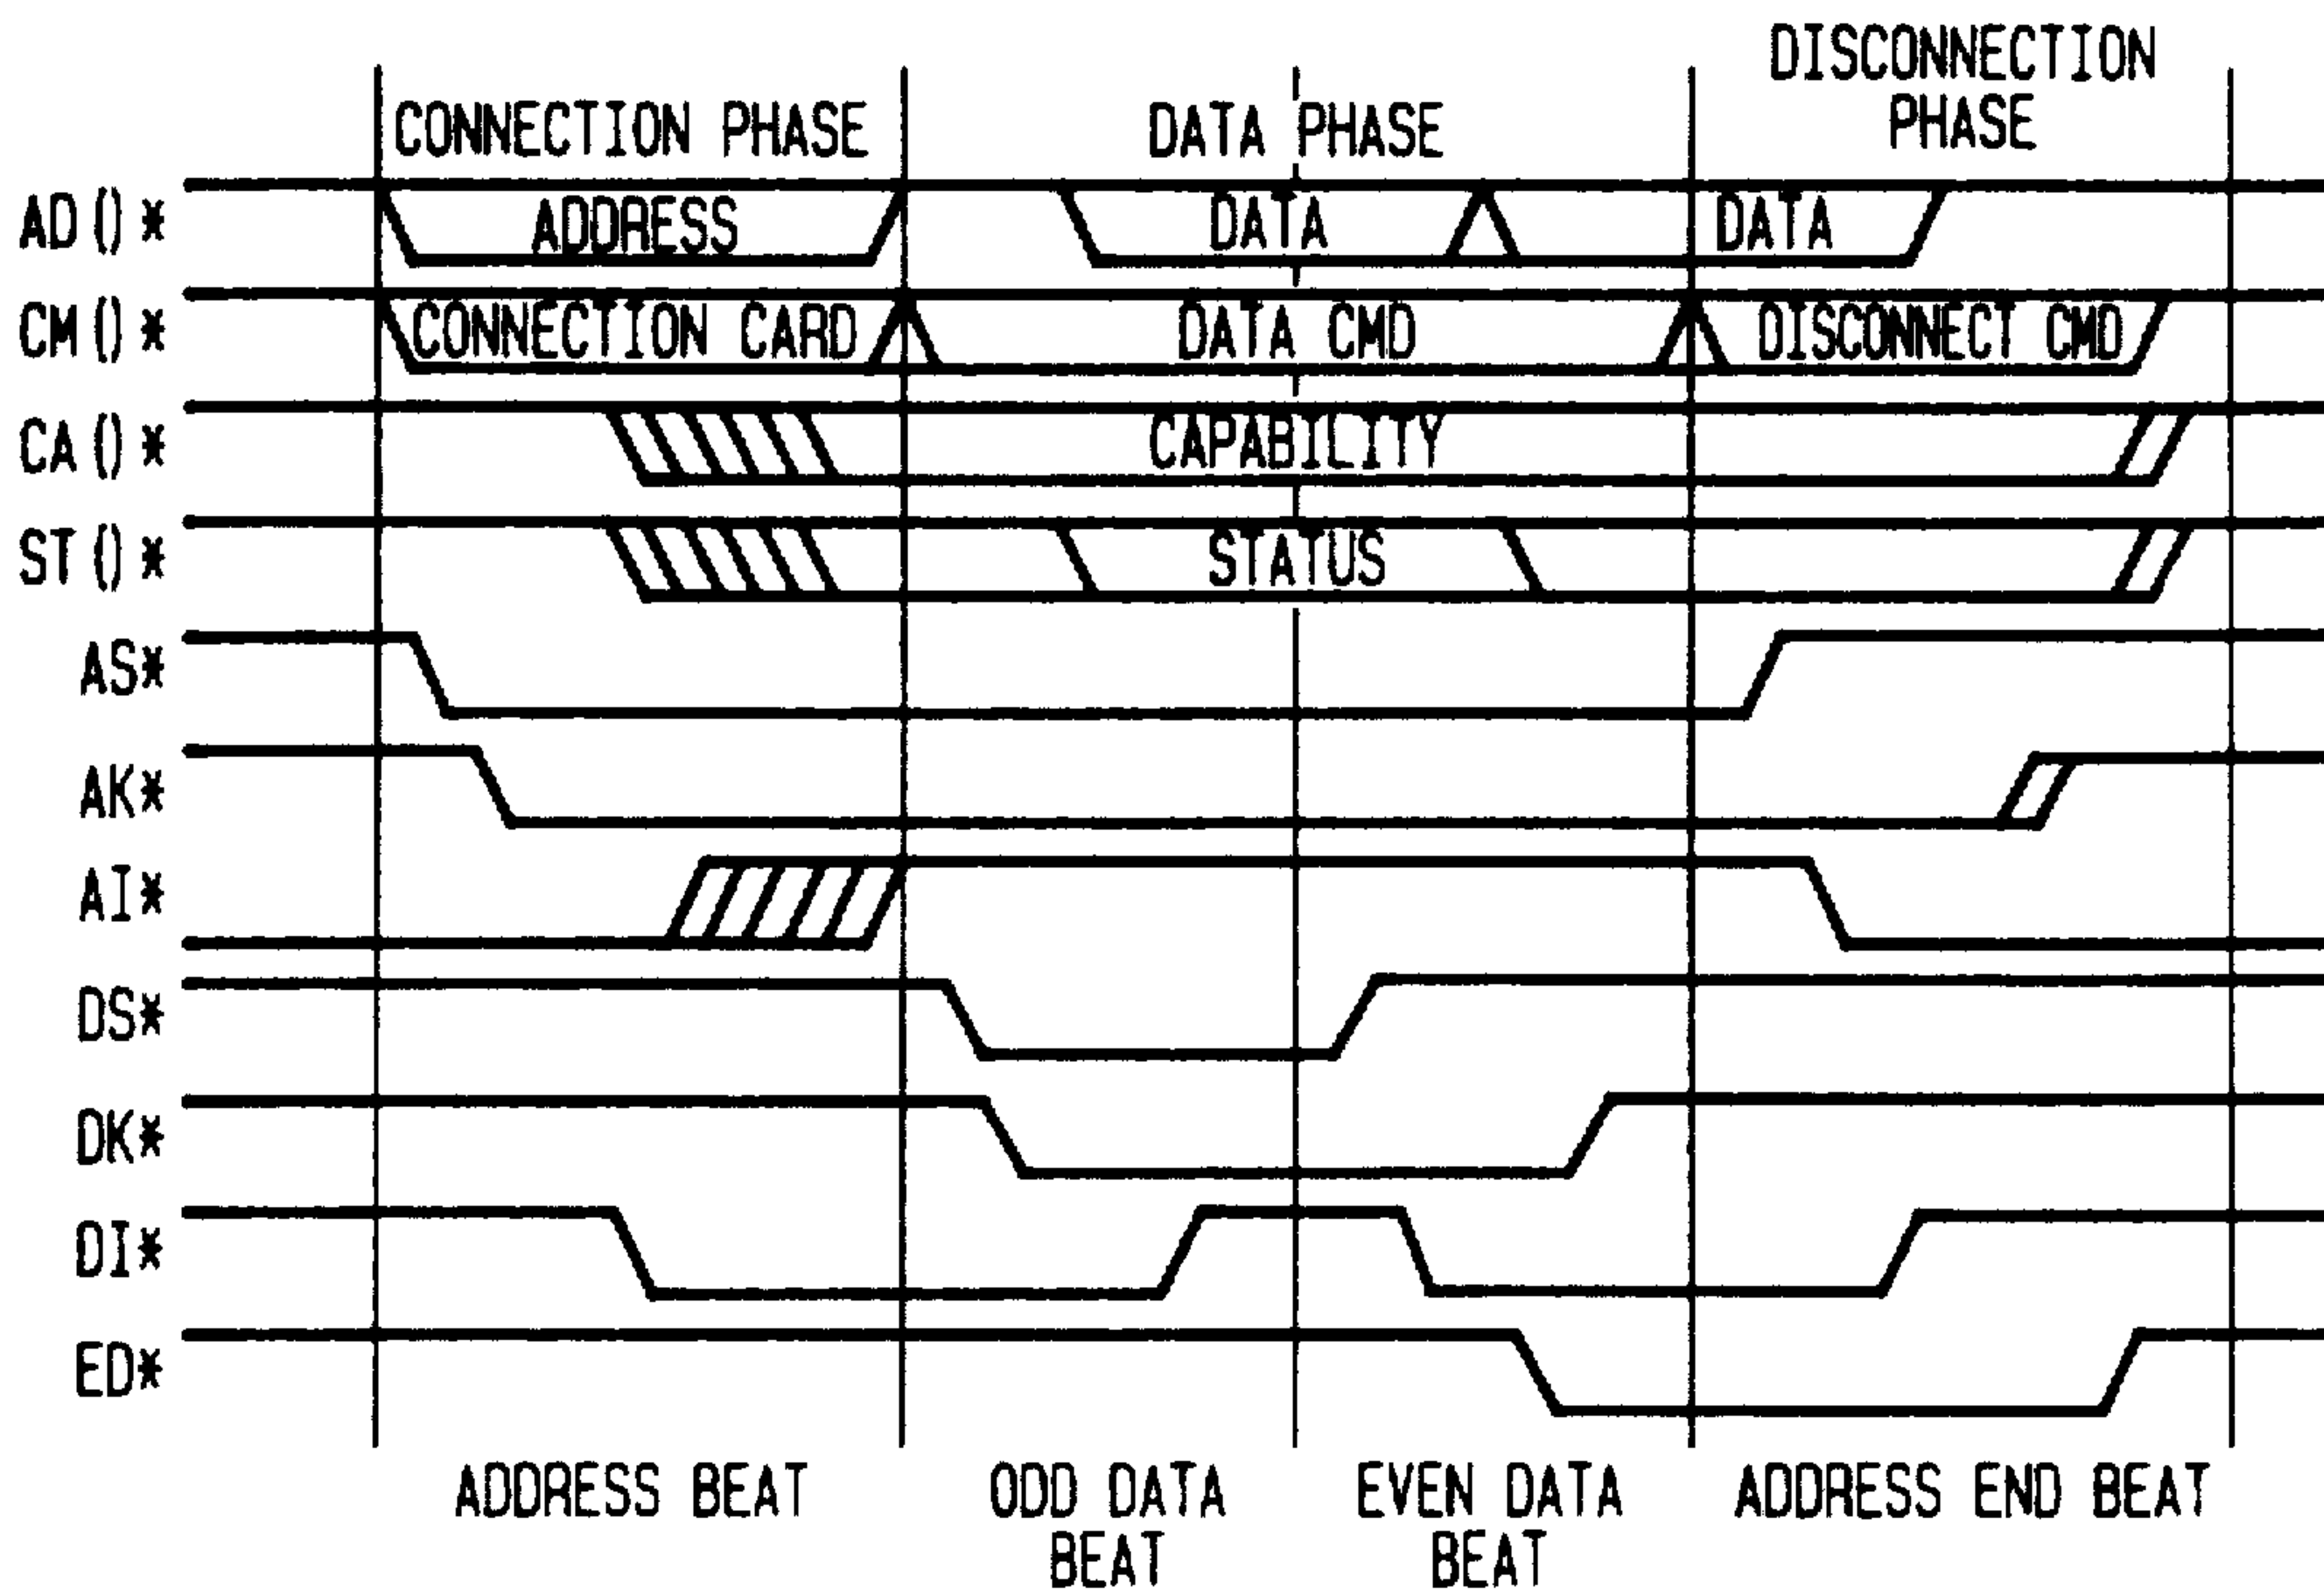 DISCONNECTION
CONNECTION PHASE DATA PHASE PHASE
AD()* ADDRESS DATA DATA
CM()* CONNECTION CARD DATA CMD DISCONNECT CMD
CA()* CAPABILITY
ST()* STATUS
AS*
AK*
AI*
DS*
DK*
DI*
ED*
ADDRESS BEAT ODD DATA EVEN DATA ADDRESS END BEAT
BEAT BEAT